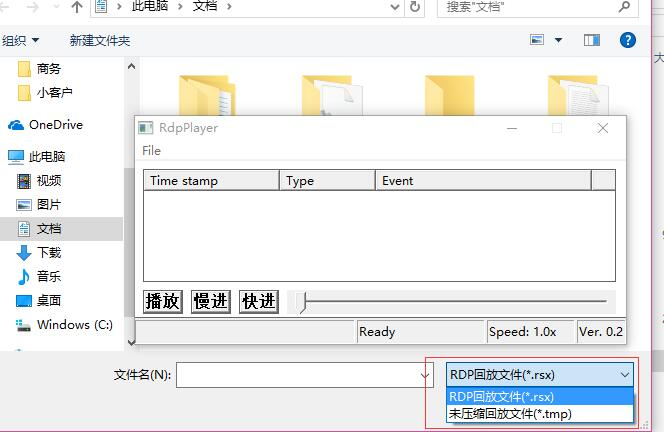 此电脑 文档 搜索"文档"
组织 新建文件夹
商务
小客户
OneDrive
此电脑
视频
图片
文档
下载
音乐
桌面
Windows (C:)
RdpPlayer
File
Time stamp Type Event
播放 慢进 快进
Ready Speed: 1.0x Ver. 0.2
文件名(N): RDP回放文件(*.rsx)
RDP回放文件(*.rsx)
未压缩回放文件(*.tmp)